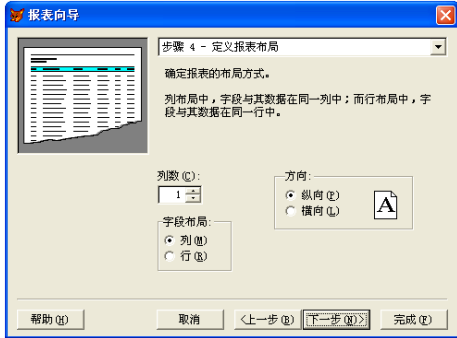 报表向导
步骤 4 - 定义报表布局
确定报表的布局方式。
列布局中，字段与其数据在同一列中；而行布局中，字
段与其数据在同一行中。
列数(C):
1
方向:
纵向(P)
横向(L)
A
字段布局:
列(M)
行(R)
帮助(H)
取消
<上一步(B)
下一步(N)>
完成(F)